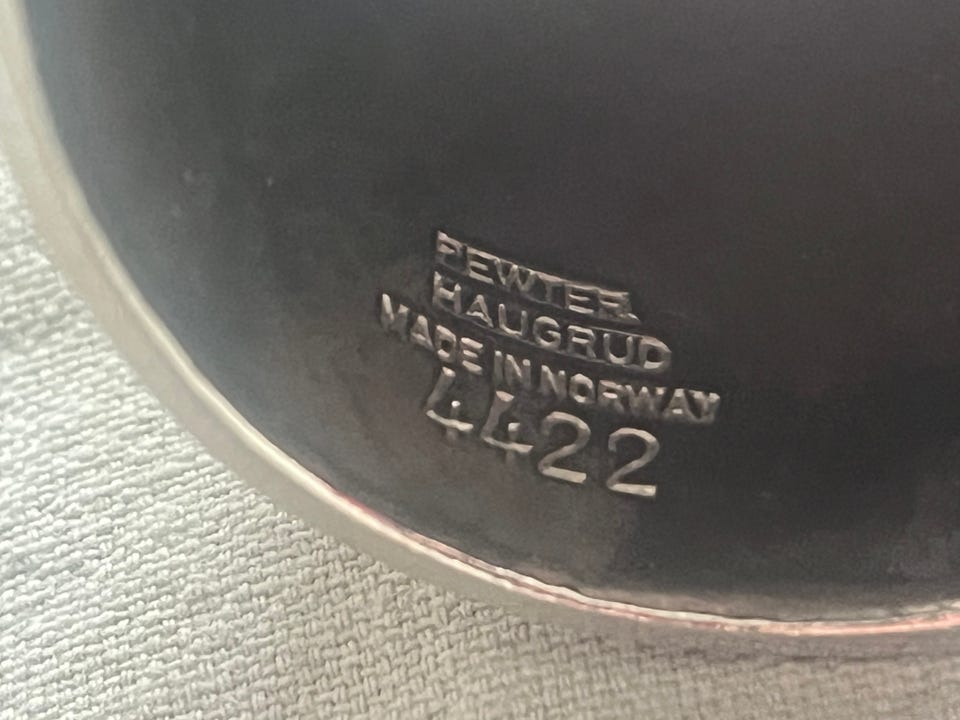 PEWTER.
HAUGRUD
MADE IN NORWAY
4422